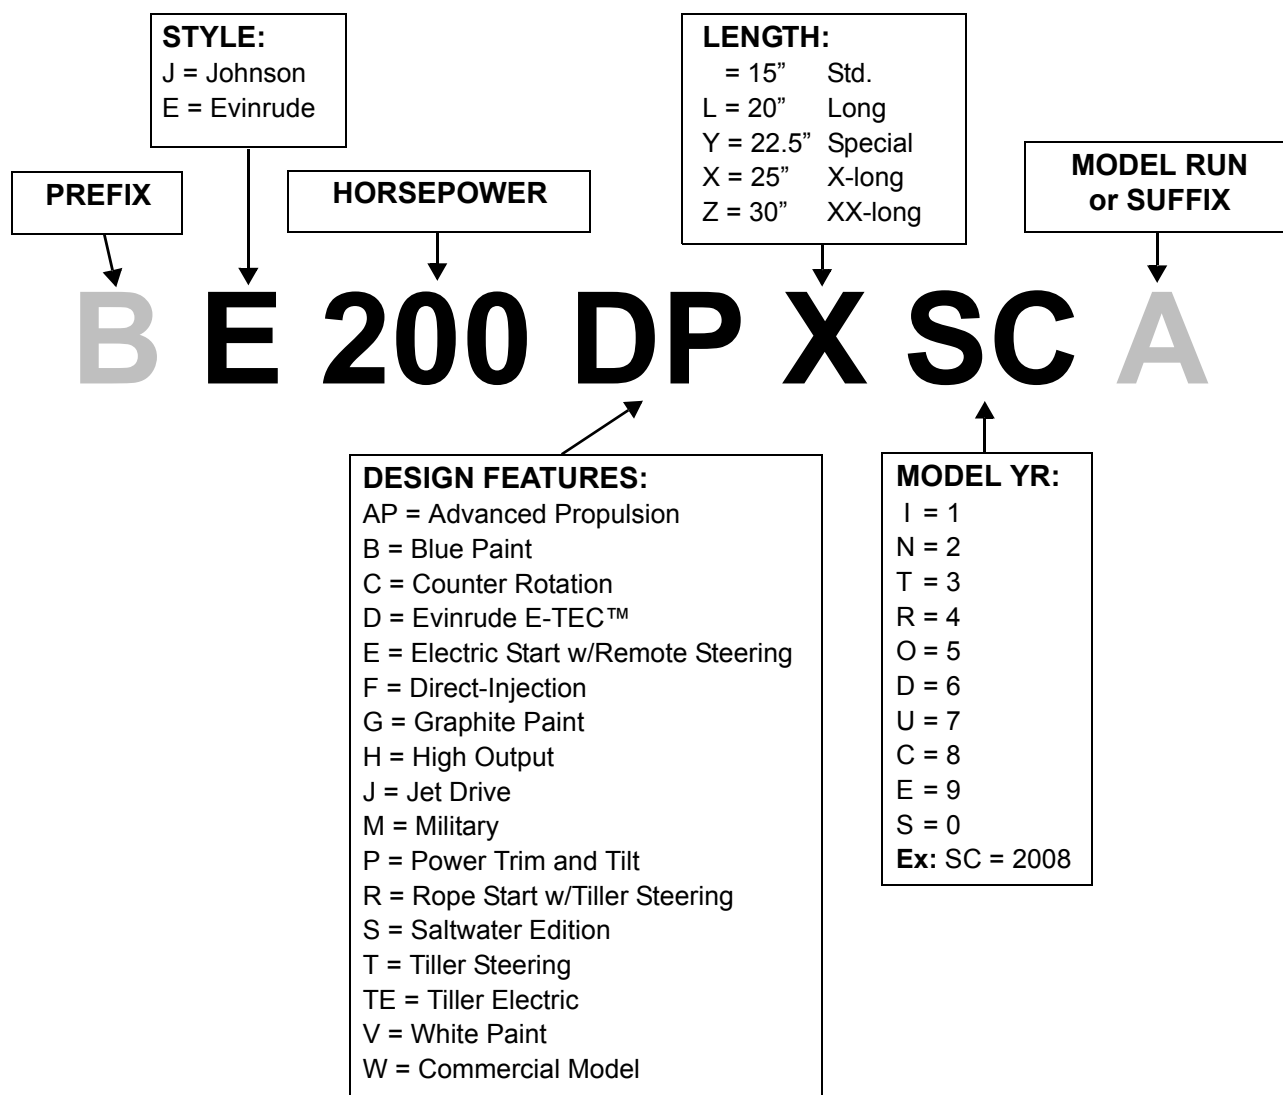 STYLE:
J = Johnson
E = Evinrude
LENGTH:
= 15” Std.
L = 20” Long
Y = 22.5” Special
X = 25” X-long
Z = 30” XX-long
PREFIX
HORSEPOWER
MODEL RUN
or SUFFIX
B E 200 DP X SC A
DESIGN FEATURES:
AP = Advanced Propulsion
B = Blue Paint
C = Counter Rotation
D = Evinrude E-TEC™
E = Electric Start w/Remote Steering
F = Direct-Injection
G = Graphite Paint
H = High Output
J = Jet Drive
M = Military
P = Power Trim and Tilt
R = Rope Start w/Tiller Steering
S = Saltwater Edition
T = Tiller Steering
TE = Tiller Electric
V = White Paint
W = Commercial Model
MODEL YR:
I = 1
N = 2
T = 3
R = 4
O = 5
D = 6
U = 7
C = 8
E = 9
S = 0
Ex: SC = 2008